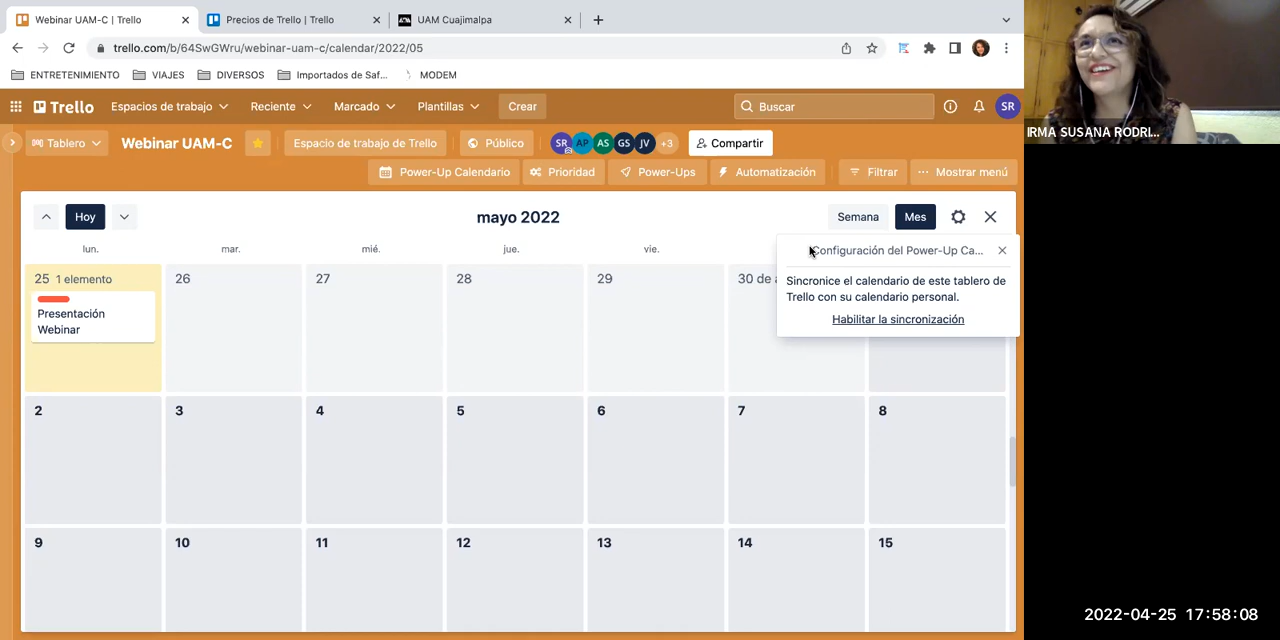 Webinar UAM-C | Trello
Precios de Trello | Trello
UAM Cuajimalpa
trello.com/b/64SwGWru/webinar-uam-c/calendar/2022/05
ENTRETENIMIENTO
VIAJES
DIVERSOS
Importados de Saf...
MODEM
Trello
Espacios de trabajo
Reciente
Marcado
Plantillas
Crear
Buscar
SR
Tablero
Webinar UAM-C
Espacio de trabajo de Trello
Público
SR AP AS GS JV +3
Compartir
Power-Up Calendario
Prioridad
Power-Ups
Automatización
Filtrar
Mostrar menú
Hoy
mayo 2022
Semana
Mes
lun. mar. mié. jue. vie.
Configuración del Power-Up Ca...
Sincronice el calendario de este tablero de
Trello con su calendario personal.
Habilitar la sincronización
25 1 elemento
26 27 28 29 30 de a
Presentación
Webinar
2 3 4 5 6 7 8
9 10 11 12 13 14 15
IRMA SUSANA RODRI...
2022-04-25 17:58:08